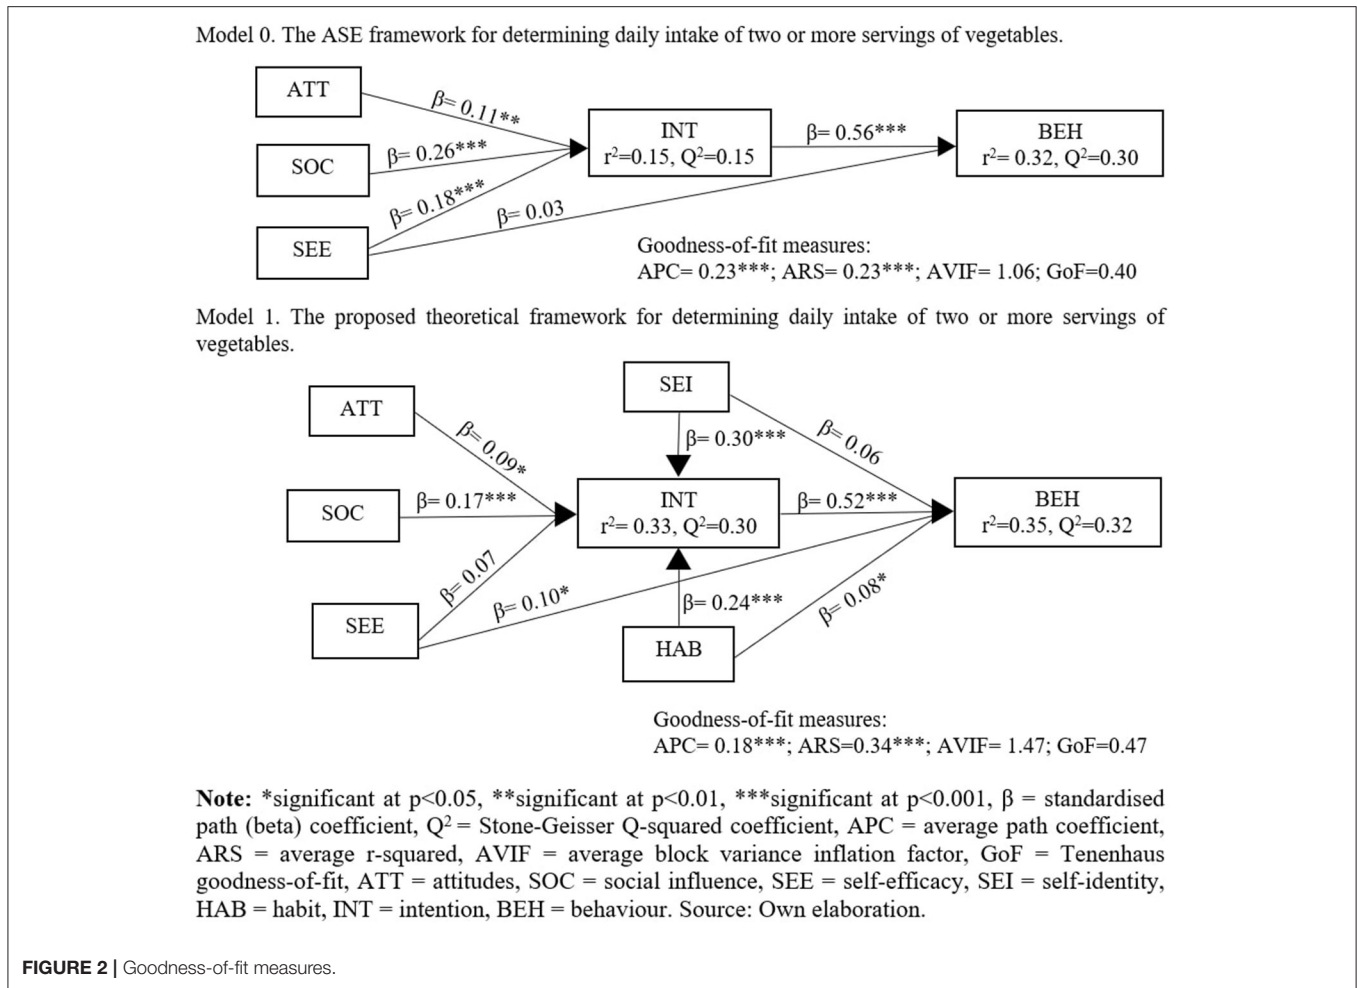 Model 0. The ASE framework for determining daily intake of two or more servings of vegetables.
ATT
β= 0.11**
SOC
β= 0.26***
SEE
β= 0.18***
β= 0.03
INT
r²=0.15, Q²=0.15
β= 0.56***
BEH
r²= 0.32, Q²=0.30
Goodness-of-fit measures:
APC= 0.23***; ARS= 0.23***; AVIF= 1.06; GoF=0.40
Model 1. The proposed theoretical framework for determining daily intake of two or more servings of
vegetables.
SEI
ATT
β= 0.09*
β= 0.30***
β= 0.06
SOC
β= 0.17***
INT
r²= 0.33, Q²=0.30
β= 0.52***
BEH
r²=0.35, Q²=0.32
SEE
β= 0.07
β= 0.10*
β= 0.24***
β= 0.08*
HAB
Goodness-of-fit measures:
APC= 0.18***; ARS=0.34***; AVIF= 1.47; GoF=0.47
Note: *significant at p<0.05, **significant at p<0.01, ***significant at p<0.001, β = standardised
path (beta) coefficient, Q² = Stone-Geisser Q-squared coefficient, APC = average path coefficient,
ARS = average r-squared, AVIF = average block variance inflation factor, GoF = Tenenhaus
goodness-of-fit, ATT = attitudes, SOC = social influence, SEE = self-efficacy, SEI = self-identity,
HAB = habit, INT = intention, BEH = behaviour. Source: Own elaboration.
FIGURE 2 | Goodness-of-fit measures.